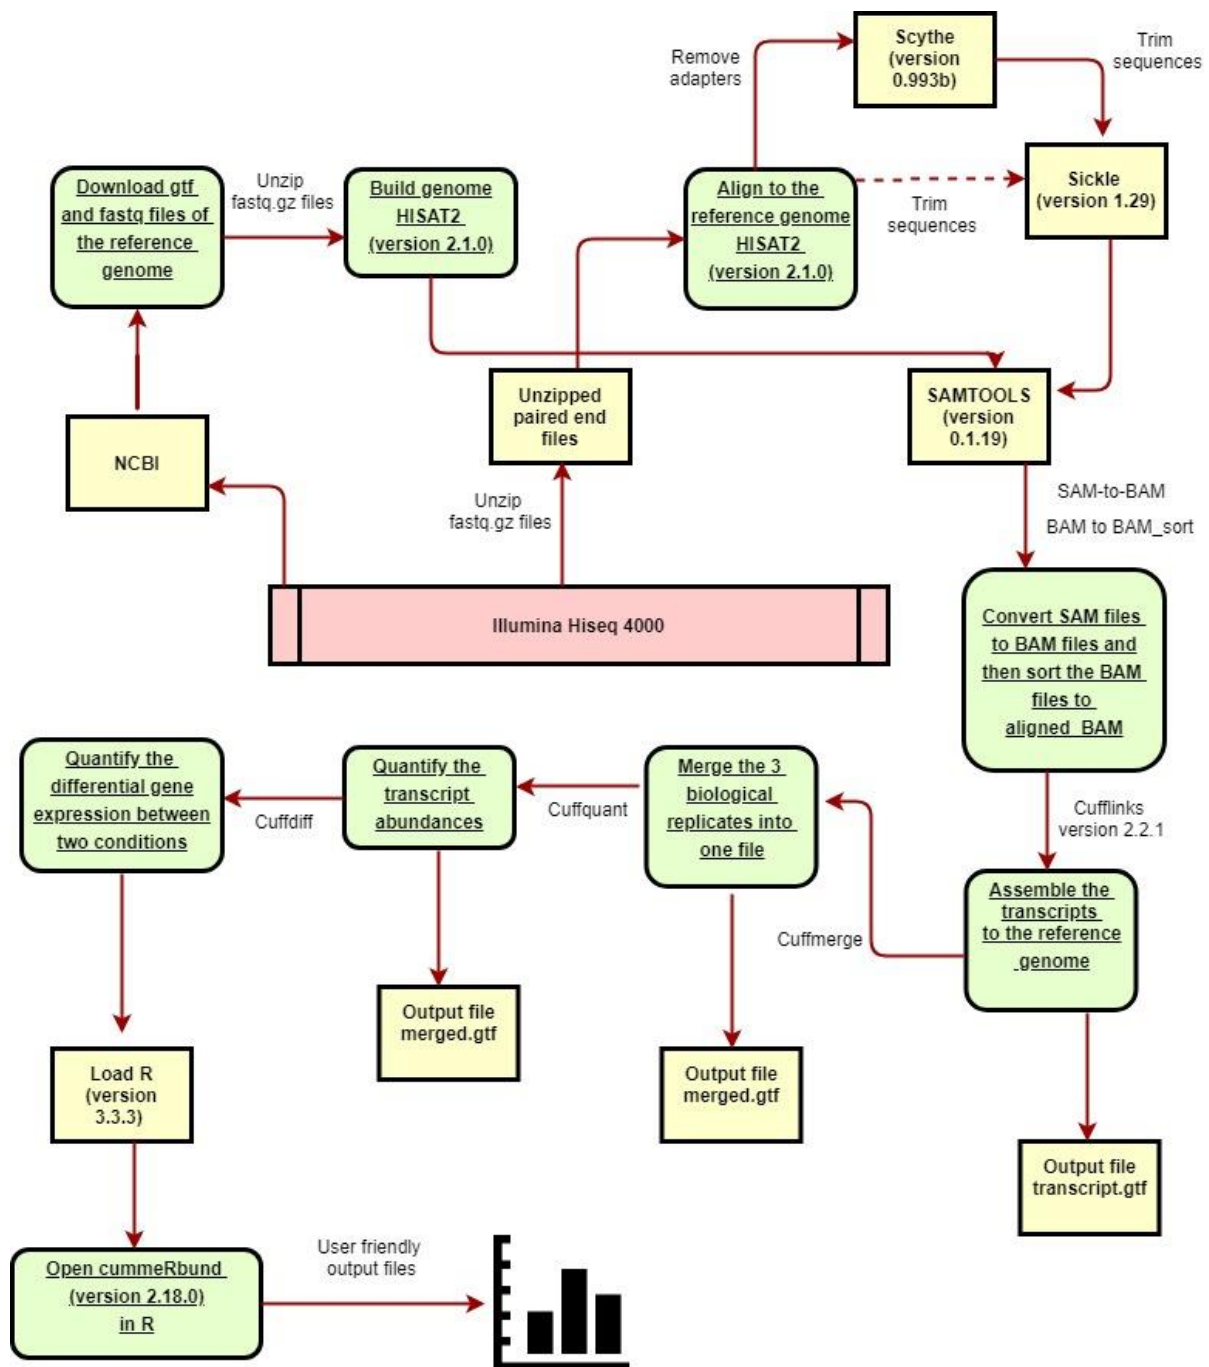 Scythe
(version
0.993b)
Trim
sequences
Remove
adapters
Download gtf
and fastq files of
the reference
genome
Unzip
fastq.gz files
Build genome
HISAT2
(version 2.1.0)
Align to the
reference genome
HISAT2
(version 2.1.0)
Trim
sequences
Sickle
(version 1.29)
NCBI
Unzipped
paired end
files
SAMTOOLS
(version
0.1.19)
Unzip
fastq.gz files
SAM-to-BAM
BAM to BAM_sort
Illumina Hiseq 4000
Convert SAM files
to BAM files and
then sort the BAM
files to
aligned_BAM
Cufflinks
version 2.2.1
Quantify the
differential gene
expression between
two conditions
Cuffdiff
Quantify the
transcript
abundances
Cuffquant
Merge the 3
biological
replicates into
one file
Cuffmerge
Assemble the
transcripts
to the reference
genome
Output file
merged.gtf
Output file
merged.gtf
Output file
transcript.gtf
Load R
(version
3.3.3)
Open cummeRbund
(version 2.18.0)
in R
User friendly
output files